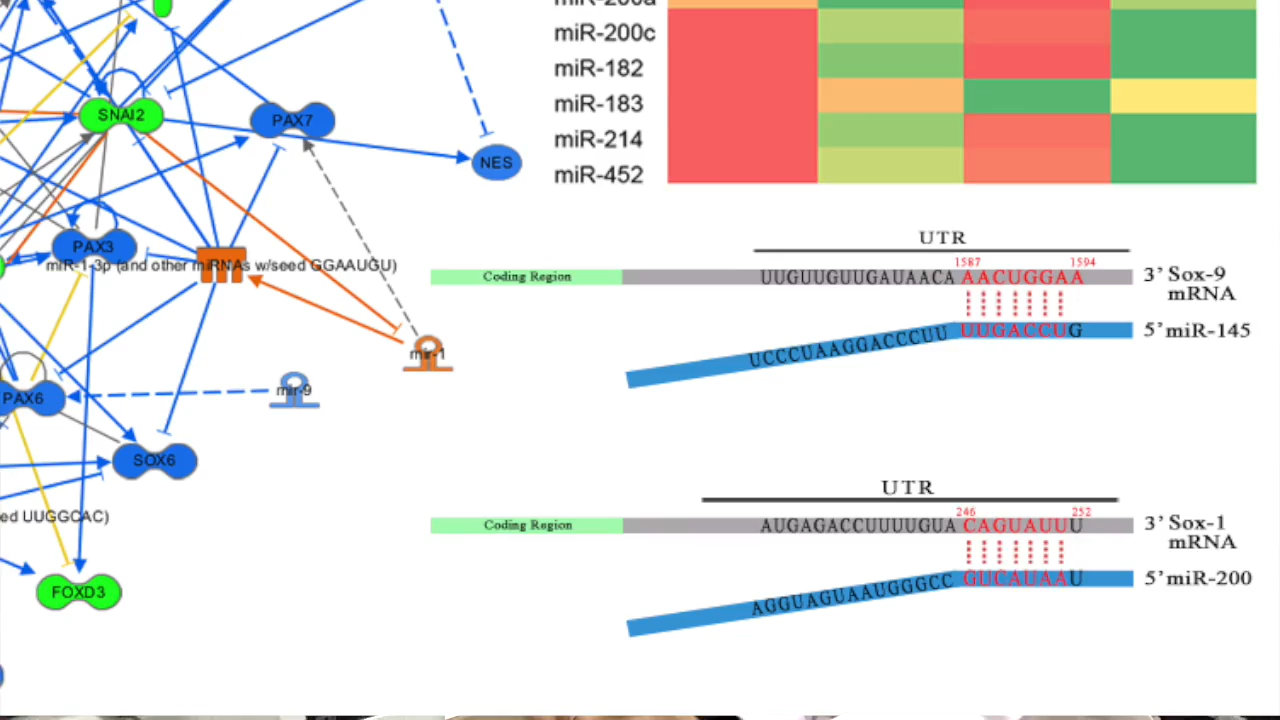 miR-200a
miR-200c
miR-182
miR-183
miR-214
miR-452
SNAI2
PAX7
NES
PAX3
miR-1-3p (and other miRNAs w/seed GGAAUGU)
mir-1
PAX6
mir-9
SOX6
ed UUGGCAC)
FOXD3
UTR
1587 1594
Coding Region UUGUUGUUGAUAACA AACUGGAA 3’ Sox-9 mRNA
UCCCUAAGGACCCUU UUGACCUG 5’ miR-145
UTR
246 252
Coding Region AUGAGACCUUUUGUA CAGUAUUU 3’ Sox-1 mRNA
AGGUAGUAAUGGGCC GUCAUAAU 5’ miR-200